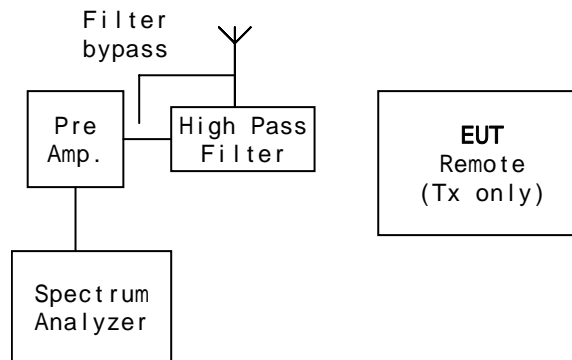 Filter
bypass
Pre
Amp.
High Pass
Filter
EUT
Remote
(Tx only)
Spectrum
Analyzer